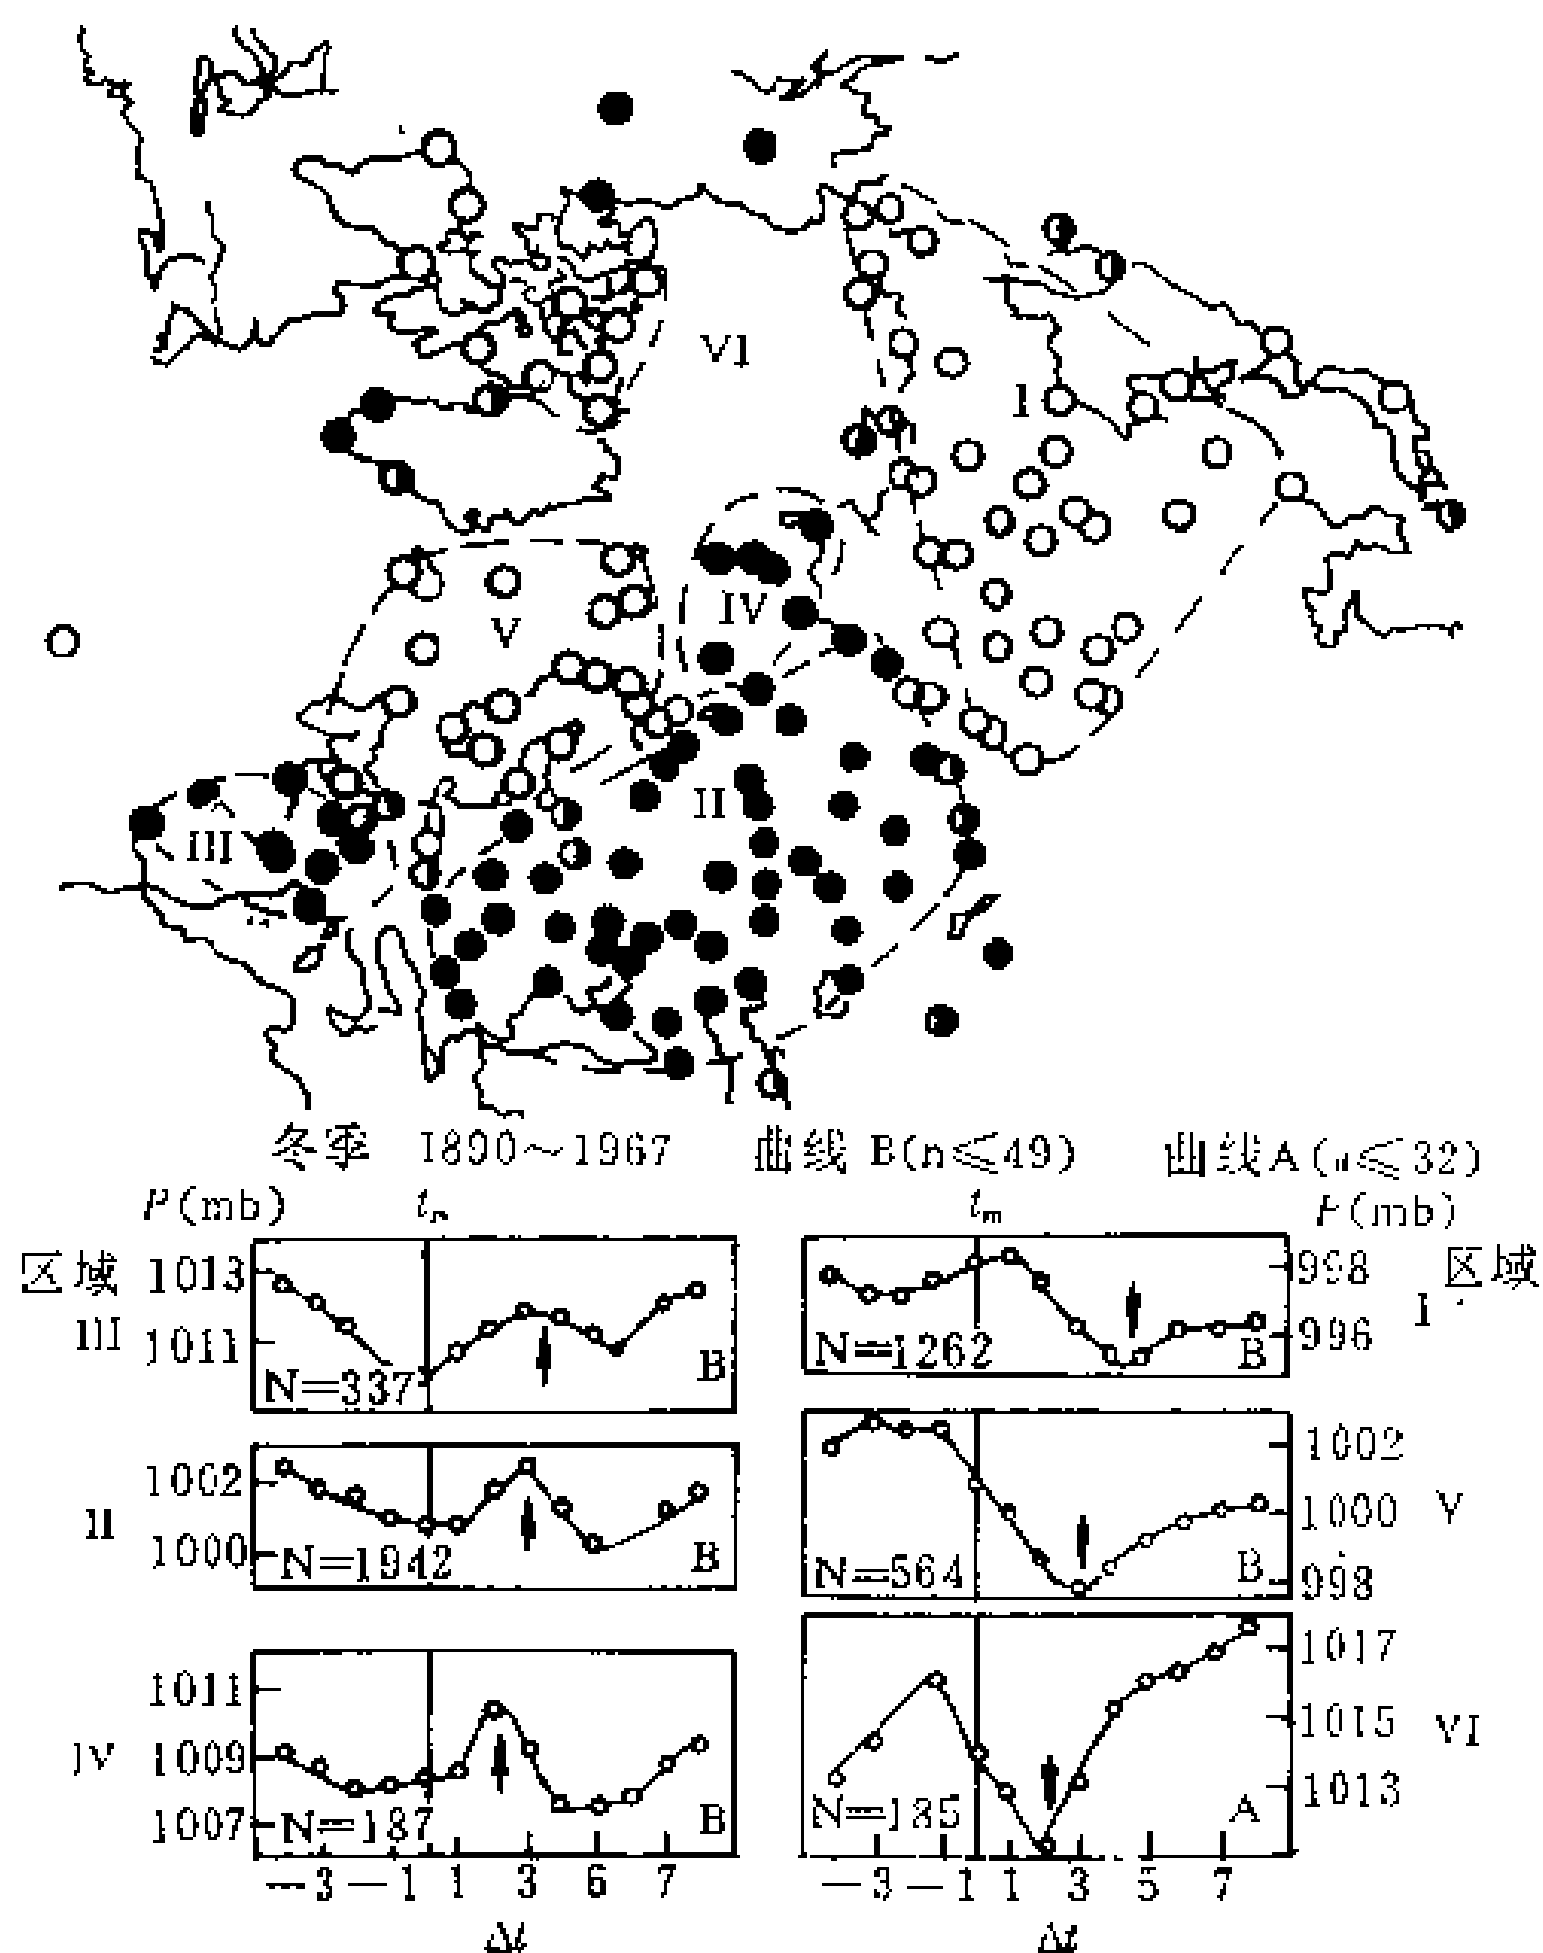 VI
I
IV
V
II
III
冬季 1890～1967 曲线 B(n≤49) 曲线A(n≤32)
P(mb) tm tm P(mb)
区域 1013 998 区域
III 1011 996 I
N=337 B N=1262 B
1002 1002
II 1000 1000 V
N=1942 B N=564 B 998
1011 1017
IV 1009 1015 VI
1007 1013
N=187 B N=185 A
-3 -1 1 3 6 7 -3 -1 1 3 5 7
Δt Δt